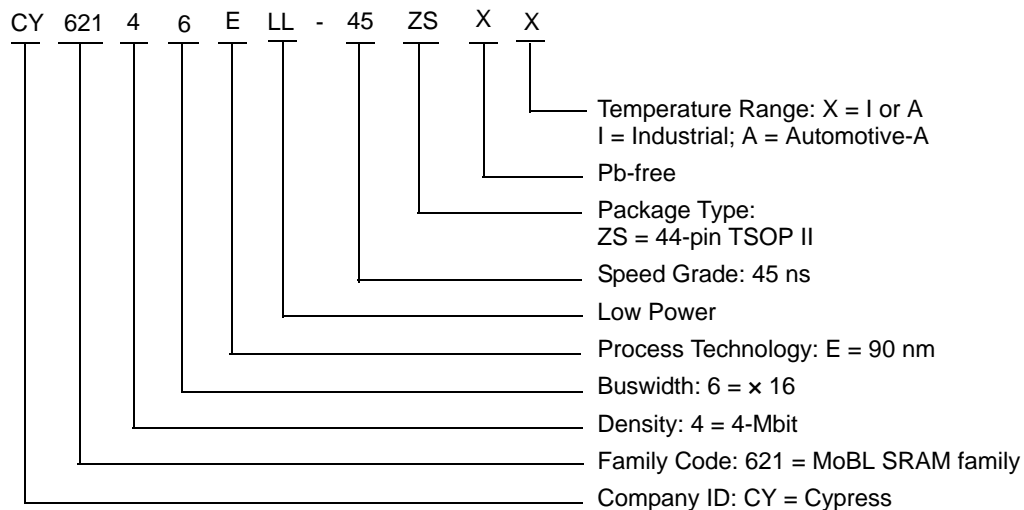 CY 621 4 6 E LL - 45 ZS X X
Temperature Range: X = I or A
I = Industrial; A = Automotive-A
Pb-free
Package Type:
ZS = 44-pin TSOP II
Speed Grade: 45 ns
Low Power
Process Technology: E = 90 nm
Buswidth: 6 = × 16
Density: 4 = 4-Mbit
Family Code: 621 = MoBL SRAM family
Company ID: CY = Cypress